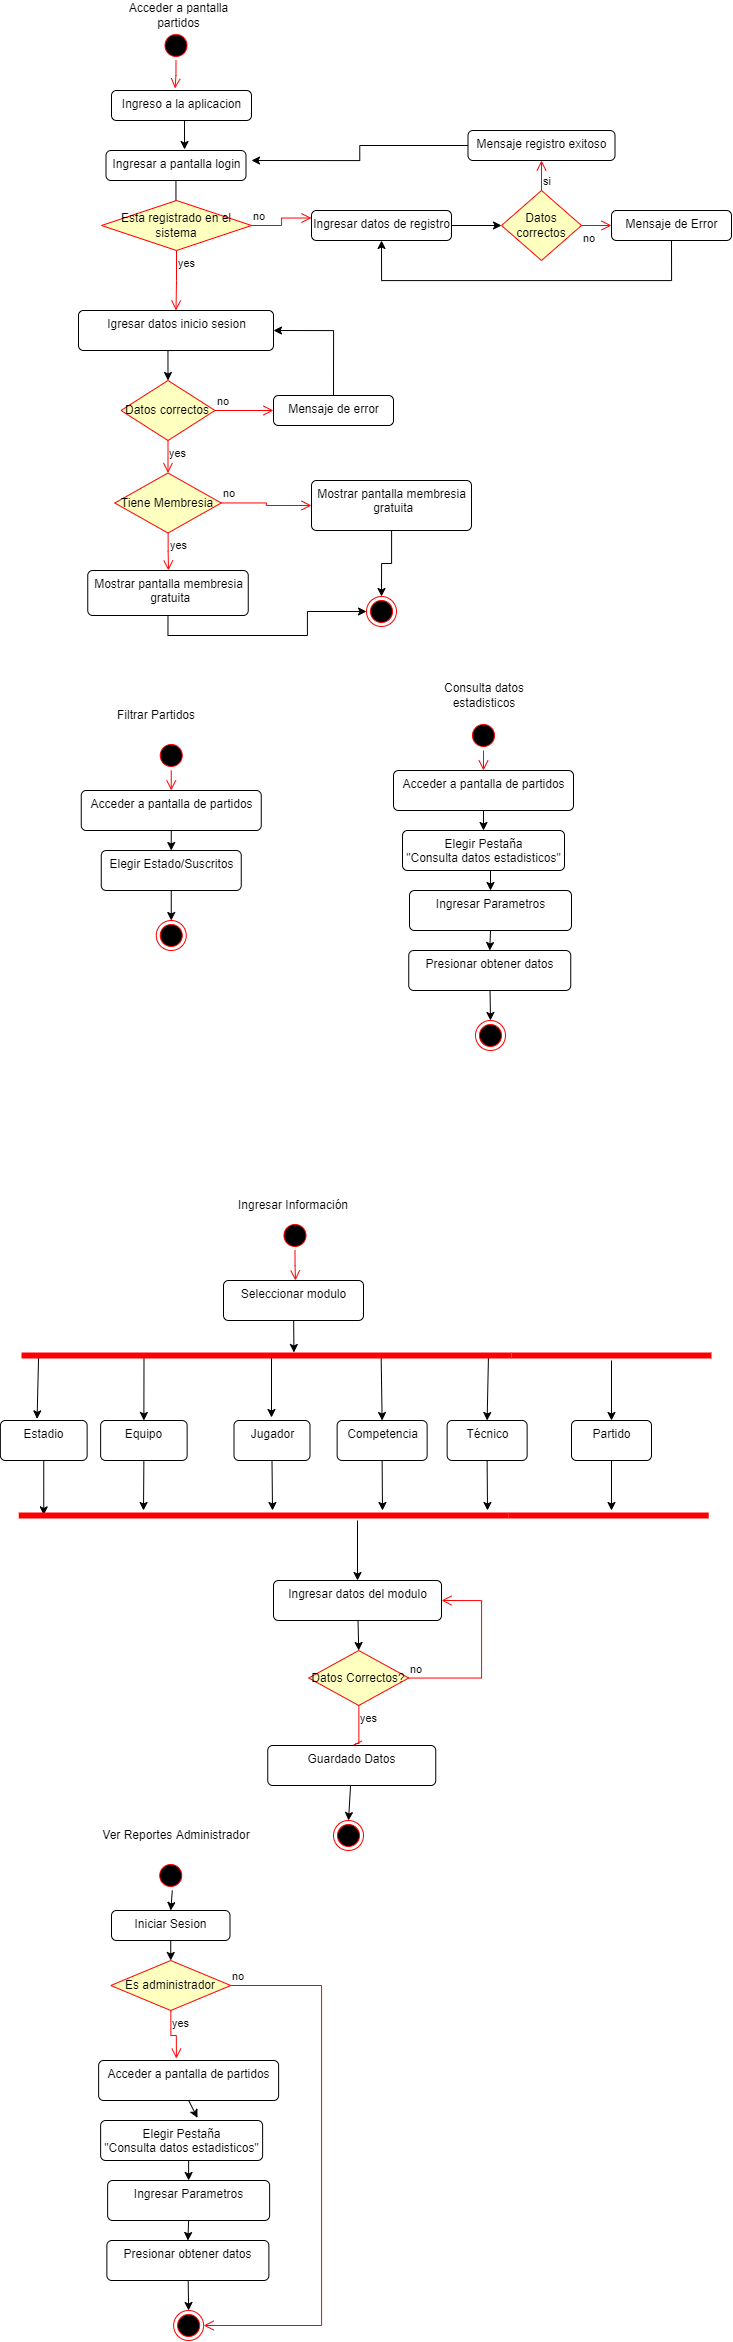 Acceder a pantalla
partidos
Ingreso a la aplicacion
Ingresar a pantalla login
Mensaje registro exitoso
si
Esta registrado en el
sistema
no
Ingresar datos de registro
Datos
correctos
no
Mensaje de Error
yes
Igresar datos inicio sesion
Datos correctos
no
Mensaje de error
yes
Tiene Membresia
no
Mostrar pantalla membresia
gratuita
yes
Mostrar pantalla membresia
gratuita
Filtrar Partidos
Acceder a pantalla de partidos
Elegir Estado/Suscritos
Consulta datos
estadisticos
Acceder a pantalla de partidos
Elegir Pestaña
"Consulta datos estadisticos"
Ingresar Parametros
Presionar obtener datos
Ingresar Información
Seleccionar modulo
Estadio
Equipo
Jugador
Competencia
Técnico
Partido
Ingresar datos del modulo
Datos Correctos?
no
yes
Guardado Datos
Ver Reportes Administrador
Iniciar Sesion
Es administrador
no
yes
Acceder a pantalla de partidos
Elegir Pestaña
"Consulta datos estadisticos"
Ingresar Parametros
Presionar obtener datos